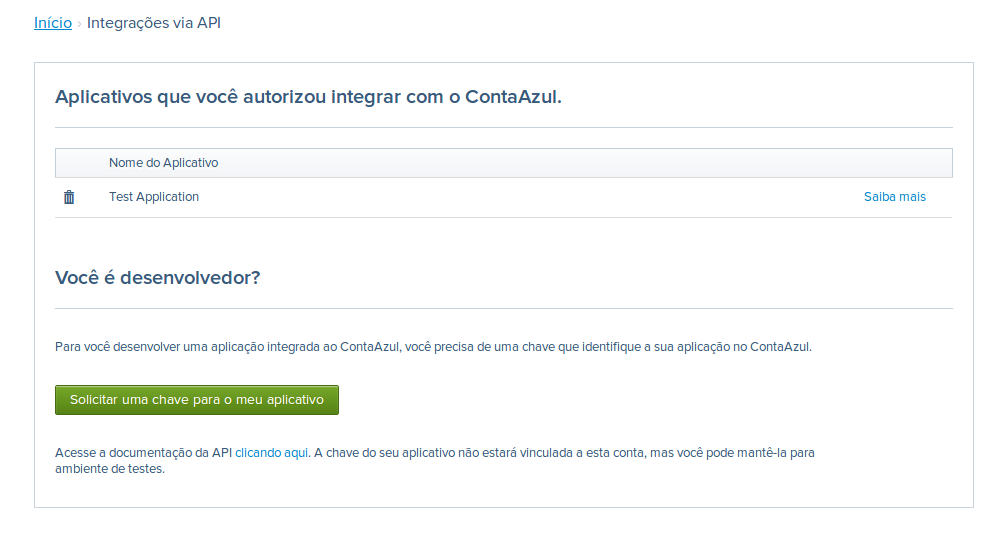 Início › Integrações via API
Aplicativos que você autorizou integrar com o ContaAzul.
Nome do Aplicativo
Test Application Saiba mais
Você é desenvolvedor?
Para você desenvolver uma aplicação integrada ao ContaAzul, você precisa de uma chave que identifique a sua aplicação no ContaAzul.
Solicitar uma chave para o meu aplicativo
Acesse a documentação da API clicando aqui. A chave do seu aplicativo não estará vinculada a esta conta, mas você pode mantê-la para
ambiente de testes.